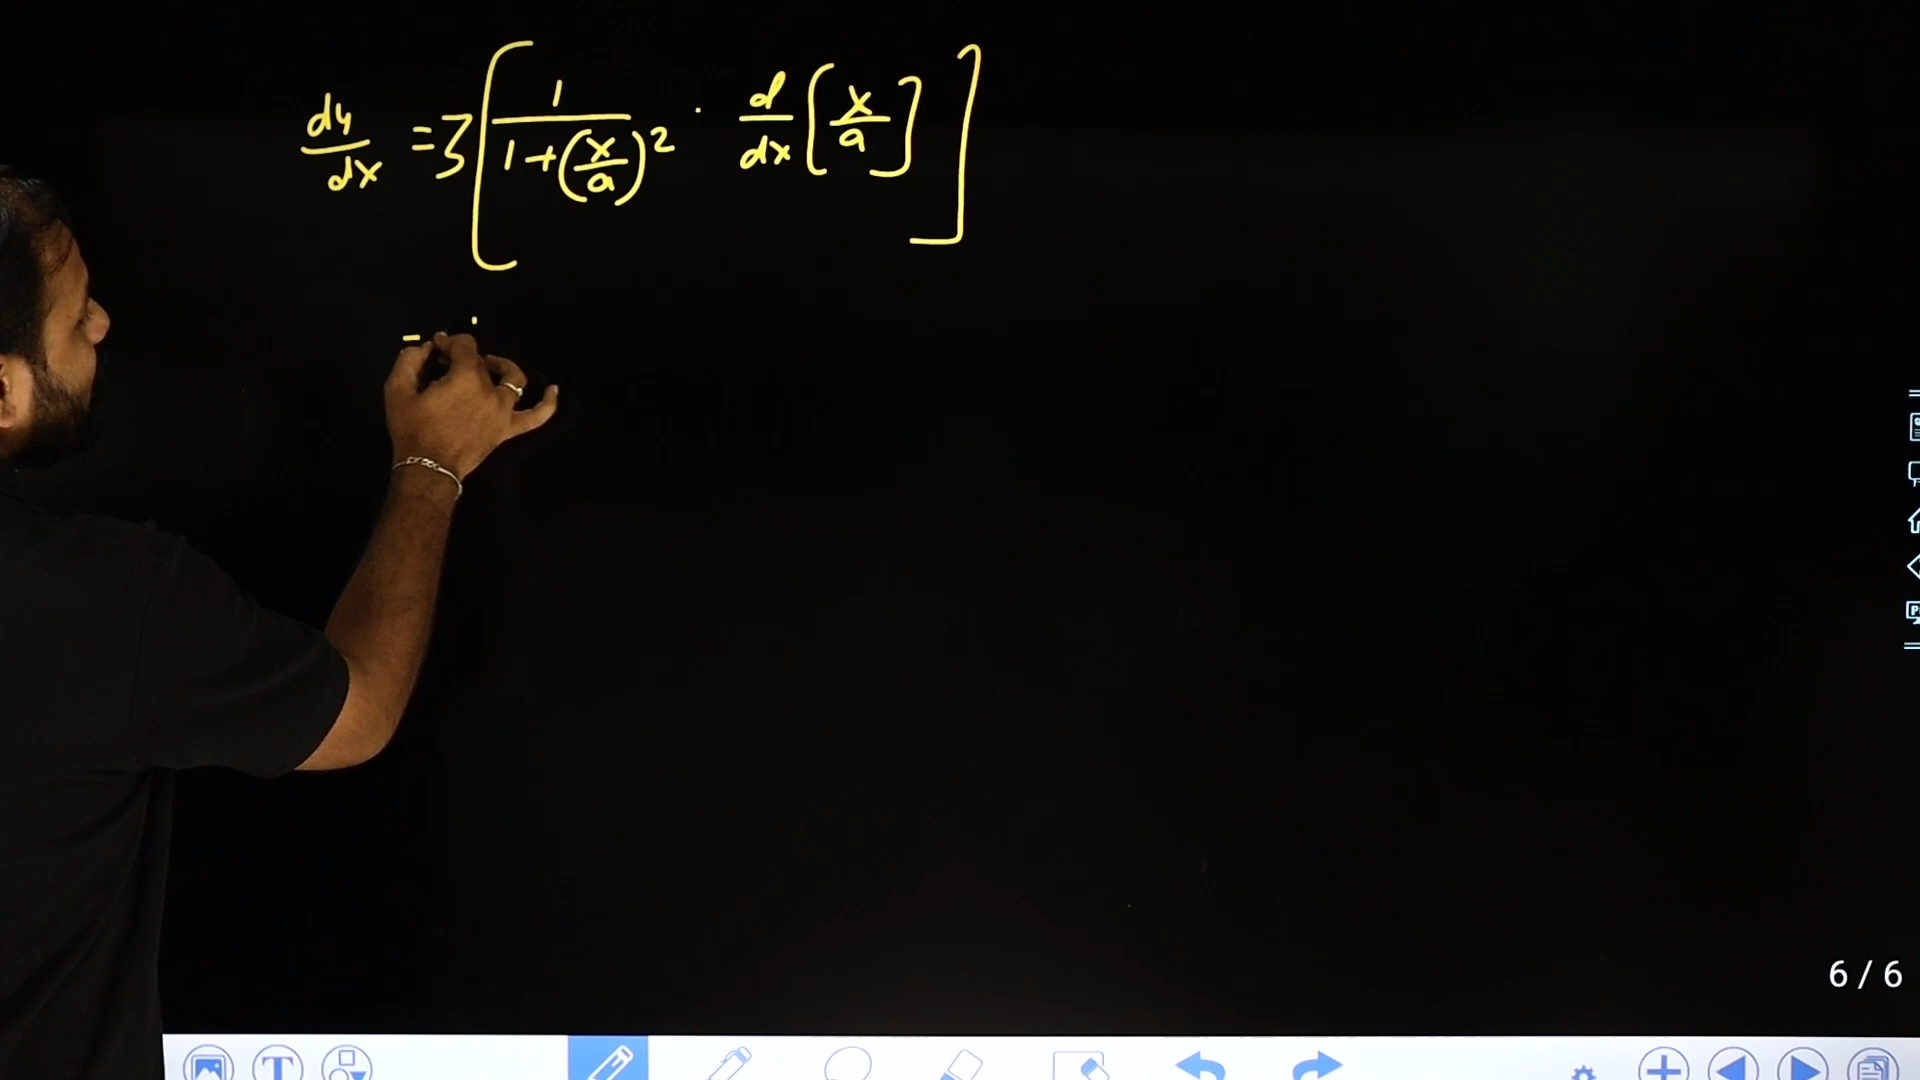 dy/dx = 3 [ 1/(1+(x/a)²) · d/dx [x/a] ]
=
6 / 6
T